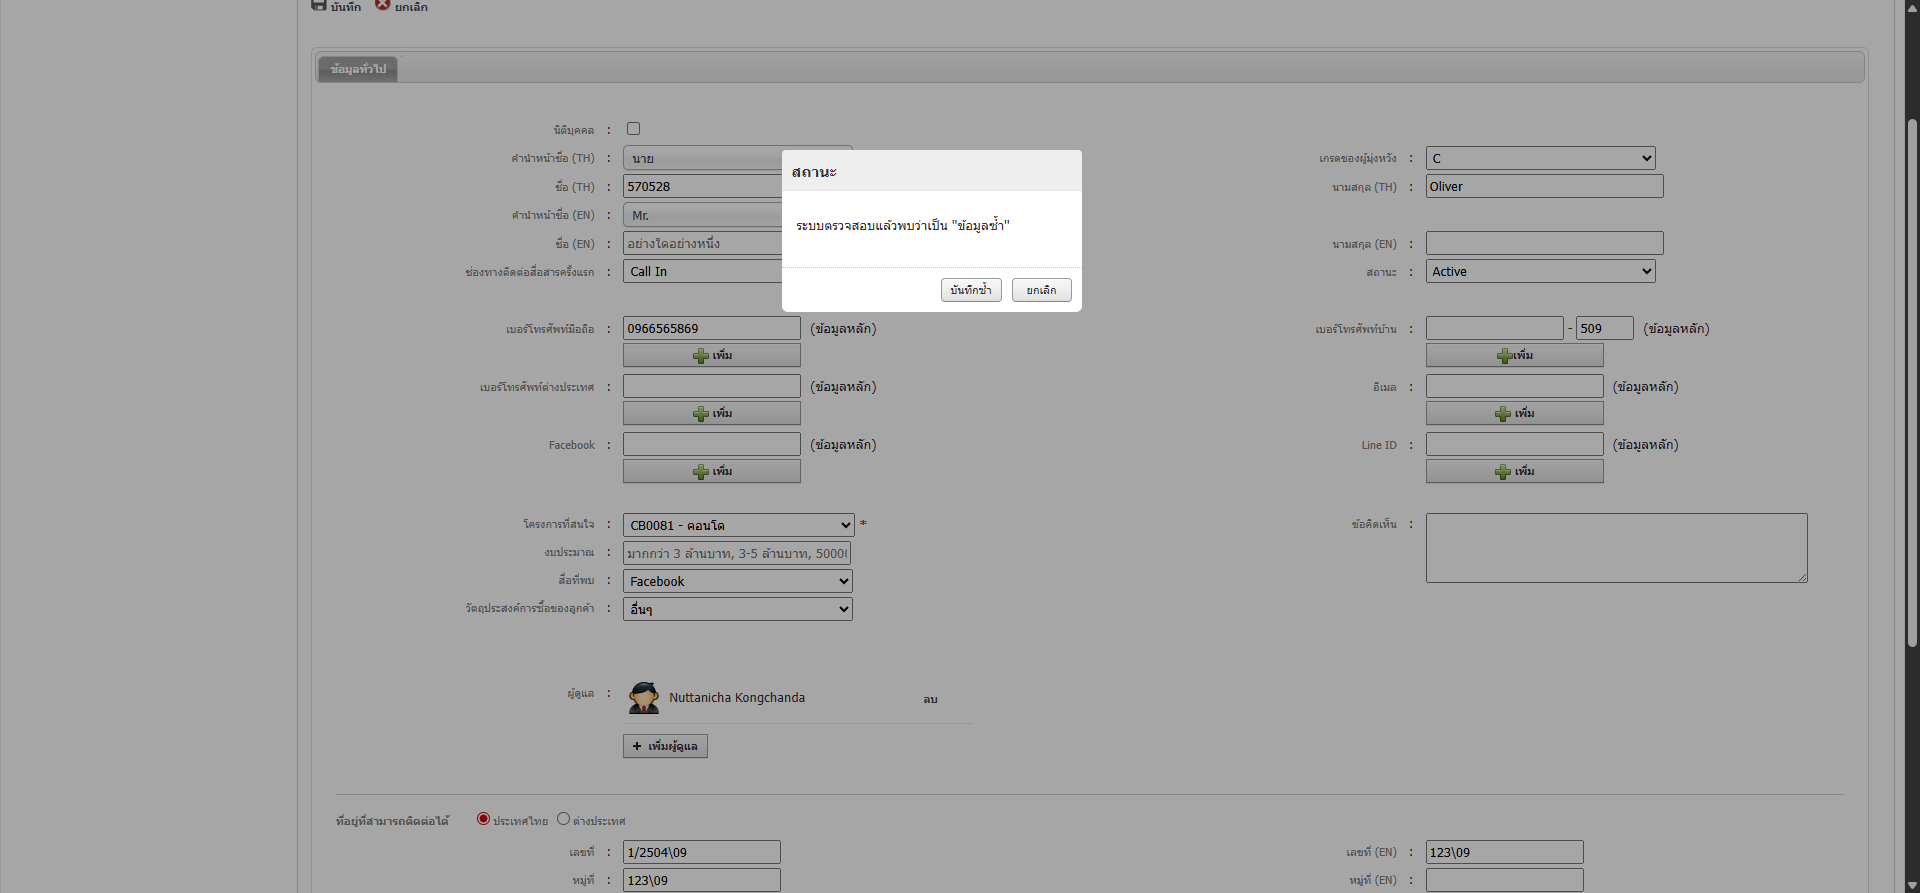 บันทึก ยกเลิก
ข้อมูลทั่วไป
นิติบุคคล :
คำนำหน้าชื่อ (TH) : นาย เกรดของผู้มุ่งหวัง : C
ชื่อ (TH) : 570528 นามสกุล (TH) : Oliver
คำนำหน้าชื่อ (EN) : Mr.
ชื่อ (EN) : อย่างใดอย่างหนึ่ง นามสกุล (EN) :
ช่องทางติดต่อสื่อสารครั้งแรก : Call In สถานะ : Active
สถานะ
ระบบตรวจสอบแล้วพบว่าเป็น "ข้อมูลซ้ำ"
บันทึกซ้ำ ยกเลิก
เบอร์โทรศัพท์มือถือ : 0966565869 (ข้อมูลหลัก) เบอร์โทรศัพท์บ้าน : - 509 (ข้อมูลหลัก)
เพิ่ม เพิ่ม
เบอร์โทรศัพท์ต่างประเทศ : (ข้อมูลหลัก) อีเมล : (ข้อมูลหลัก)
เพิ่ม เพิ่ม
Facebook : (ข้อมูลหลัก) Line ID : (ข้อมูลหลัก)
เพิ่ม เพิ่ม
โครงการที่สนใจ : CB0081 - คอนโด * ข้อคิดเห็น :
งบประมาณ : มากกว่า 3 ล้านบาท, 3-5 ล้านบาท, 5000
สื่อที่พบ : Facebook
วัตถุประสงค์การซื้อของลูกค้า : อื่นๆ
ผู้ดูแล : Nuttanicha Kongchanda ลบ
+ เพิ่มผู้ดูแล
ที่อยู่ที่สามารถติดต่อได้ ประเทศไทย ต่างประเทศ
เลขที่ : 1/2504\09 เลขที่ (EN) : 123\09
หมู่ที่ : 123\09 หมู่ที่ (EN) :